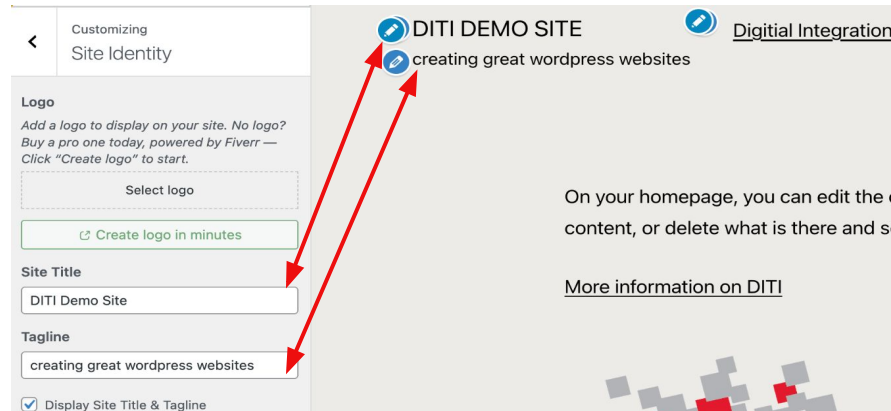 Customizing
Site Identity
Logo
Add a logo to display on your site. No logo?
Buy a pro one today, powered by Fiverr —
Click “Create logo” to start.
Select logo
Create logo in minutes
Site Title
DITI Demo Site
Tagline
creating great wordpress websites
Display Site Title & Tagline
DITI DEMO SITE
creating great wordpress websites
Digitial Integration
On your homepage, you can edit the
content, or delete what is there and
More information on DITI